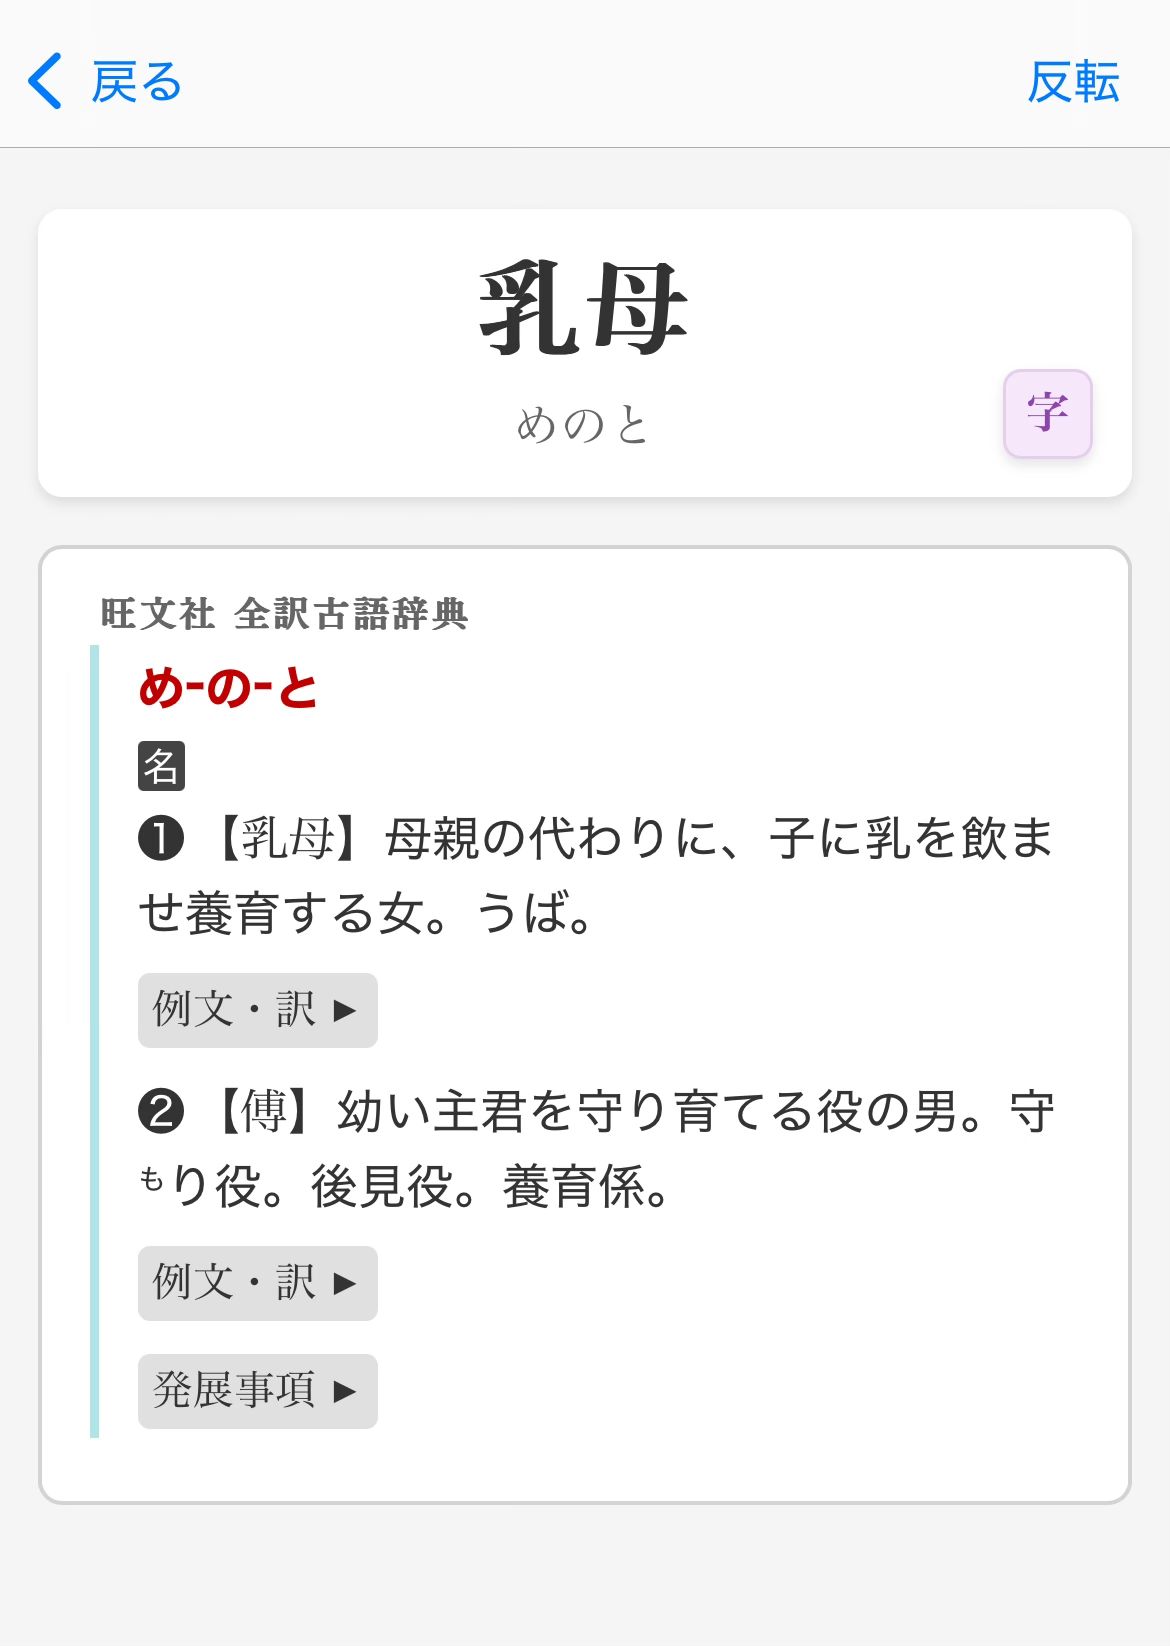 戻る
反転
乳母
めのと
字
旺文社 全訳古語辞典
め-の-と
名
❶【乳母】母親の代わりに、子に乳を飲ま
せ養育する女。うば。
例文・訳 ▶
❷【傅】幼い主君を守り育てる役の男。守
もり役。後見役。養育係。
例文・訳 ▶
発展事項 ▶